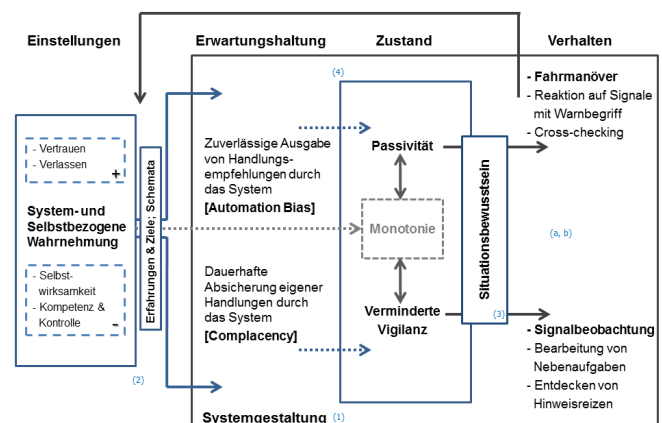 Einstellungen
Erwartungshaltung
Zustand
Verhalten
(4)
- Vertrauen
- Verlassen
+
System- und
Selbstbezogene
Wahrnehmung
- Selbst-
wirksamkeit
- Kompetenz &
Kontrolle
-
(2)
Erfahrungen & Ziele; Schemata
Zuverlässige Ausgabe
von Handlungs-
empfehlungen durch
das System
[Automation Bias]
Dauerhafte
Absicherung eigener
Handlungen durch
das System
[Complacency]
Systemgestaltung (1)
Passivität
Monotonie
Verminderte
Vigilanz
Situationsbewusstsein
(3)
- Fahrmanöver
- Reaktion auf Signale
mit Warnbegriff
- Cross-checking
(a, b)
- Signalbeobachtung
- Bearbeitung von
Nebenaufgaben
- Entdecken von
Hinweisreizen